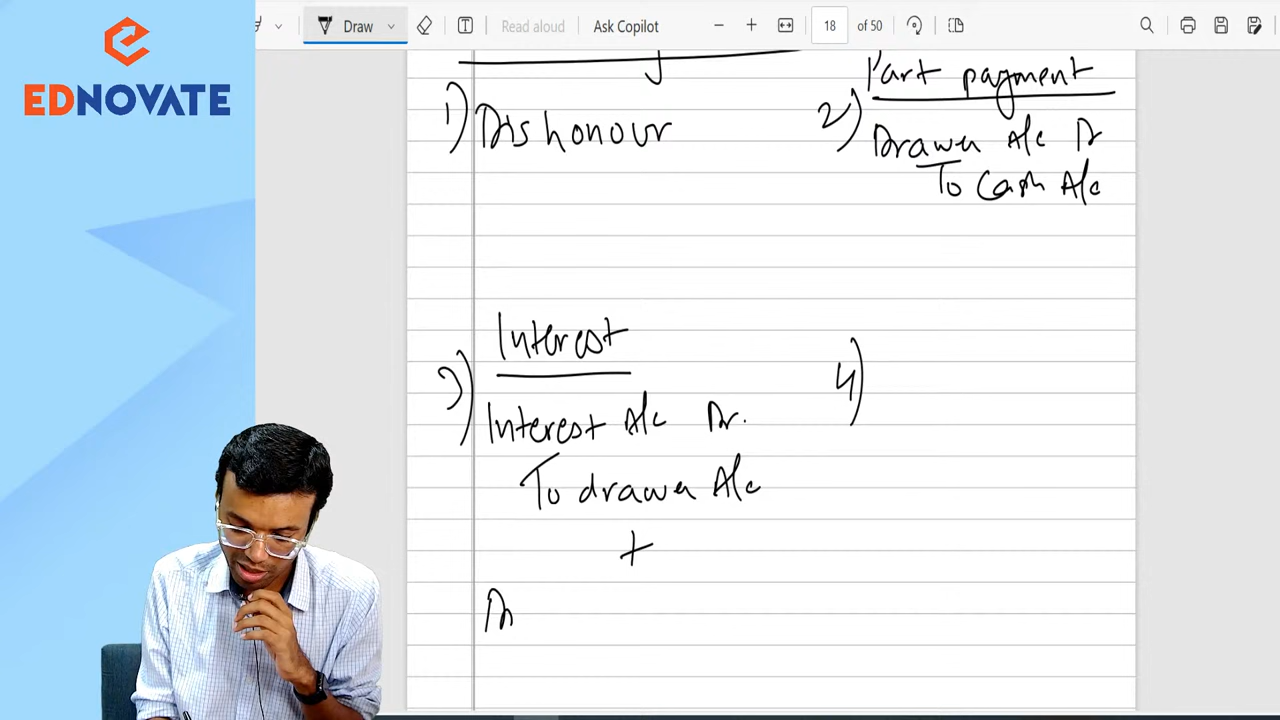 EDNOVATE
Draw
Read aloud
Ask Copilot
18 of 50
1) Dishonour
2) Part payment
Drawer A/c Dr
To Cash A/c
3) Interest
Interest A/c Dr.
To drawer A/c
+
Dr
4)